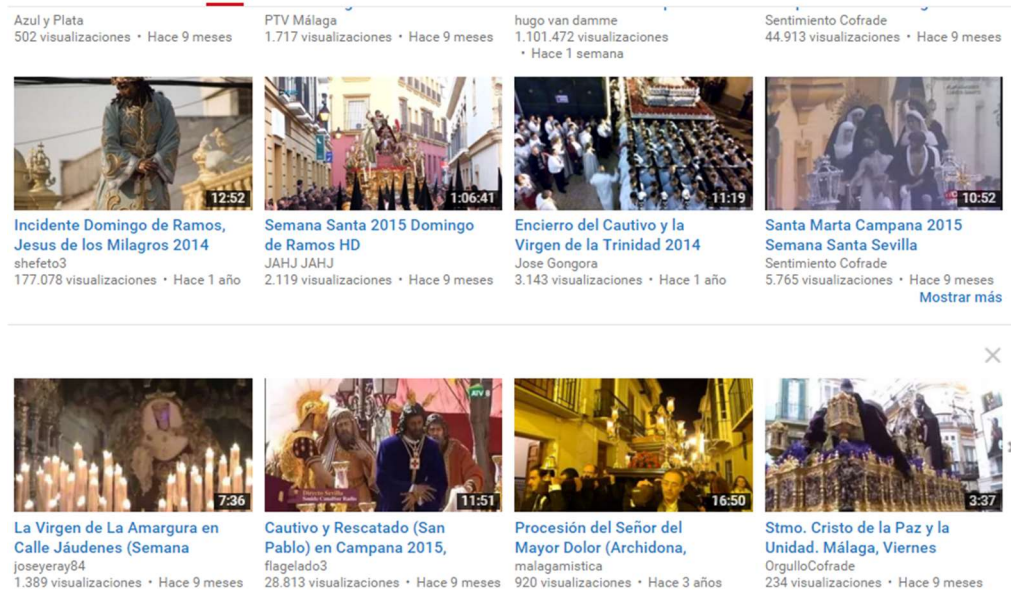 Azul y Plata
502 visualizaciones • Hace 9 meses
PTV Málaga
1.717 visualizaciones • Hace 9 meses
hugo van damme
1.101.472 visualizaciones
• Hace 1 semana
Sentimiento Cofrade
44.913 visualizaciones • Hace 9 meses
12:52
Incidente Domingo de Ramos,
Jesus de los Milagros 2014
shefeto3
177.078 visualizaciones • Hace 1 año
1:06:41
Semana Santa 2015 Domingo
de Ramos HD
JAHJ JAHJ
2.119 visualizaciones • Hace 9 meses
11:19
Encierro del Cautivo y la
Virgen de la Trinidad 2014
Jose Gongora
3.143 visualizaciones • Hace 1 año
10:52
Santa Marta Campana 2015
Semana Santa Sevilla
Sentimiento Cofrade
5.765 visualizaciones • Hace 9 meses
Mostrar más
7:36
La Virgen de La Amargura en
Calle Jáudenes (Semana
joseyeray84
1.389 visualizaciones • Hace 9 meses
11:51
Cautivo y Rescatado (San
Pablo) en Campana 2015,
flagelado3
28.813 visualizaciones • Hace 9 meses
16:50
Procesión del Señor del
Mayor Dolor (Archidona,
malagamistica
920 visualizaciones • Hace 3 años
3:37
Stmo. Cristo de la Paz y la
Unidad. Málaga, Viernes
OrgulloCofrade
234 visualizaciones • Hace 9 meses